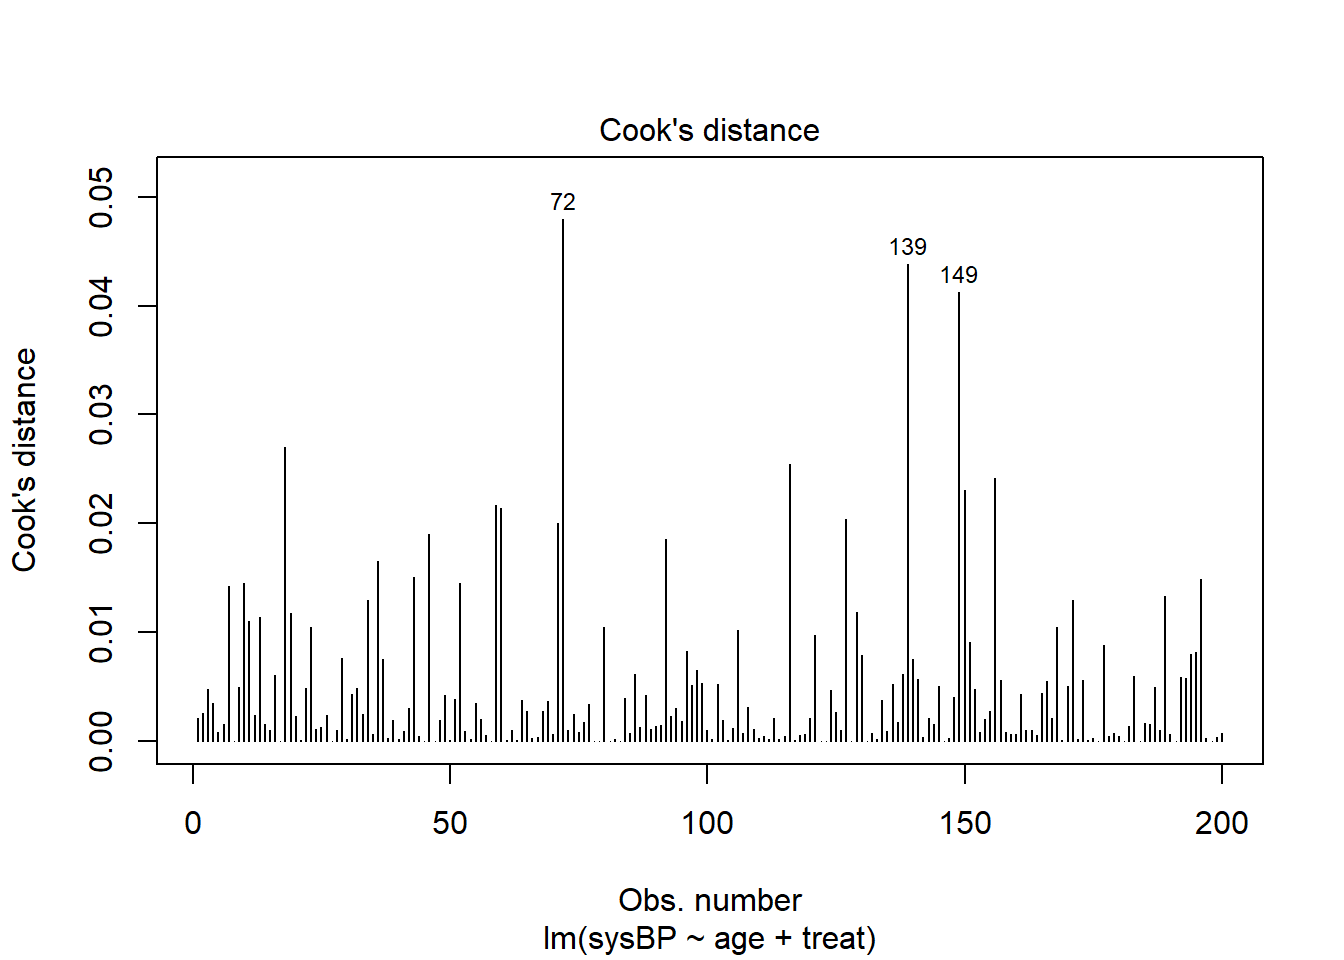 Cook's distance
72
139
149
0.05
0.04
0.03
0.02
0.01
0.00
Cook's distance
0 50 100 150 200
Obs. number
lm(sysBP ~ age + treat)